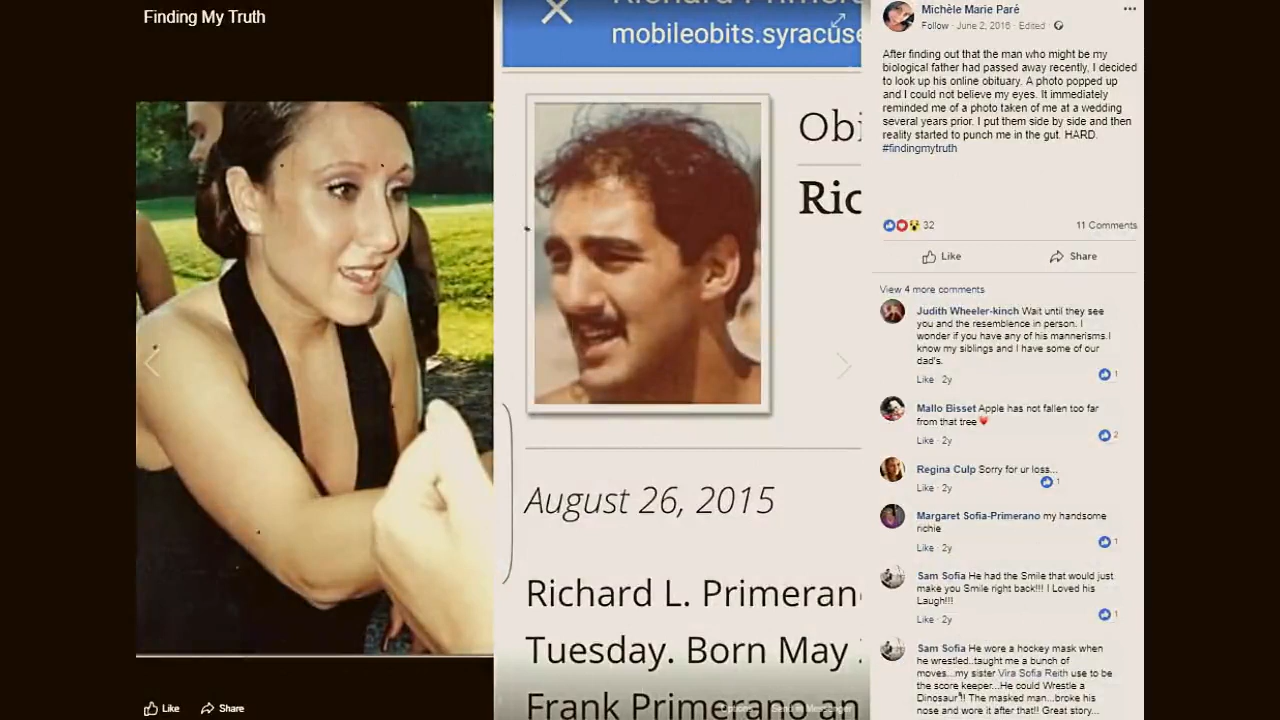 Finding My Truth
mobileobits.syracuse
Obi
Ric
August 26, 2015
Richard L. Primeran
Tuesday. Born May
Frank Primerano an
Like Share
Michèle Marie Paré
Follow · June 2, 2016 · Edited ·
After finding out that the man who might be my
biological father had passed away recently, I decided
to look up his online obituary. A photo popped up
and I could not believe my eyes. It immediately
reminded me of a photo taken of me at a wedding
several years prior. I put them side by side and then
reality started to punch me in the gut. HARD.
#findingmytruth
32 11 Comments
Like Share
View 4 more comments
Judith Wheeler-kinch Wait until they see
you and the resemblence in person. I
wonder if you have any of his mannerisms.I
know my siblings and I have some of our
dad's.
Like · 2y 1
Mallo Bisset Apple has not fallen too far
from that tree
Like · 2y 2
Regina Culp Sorry for ur loss...
Like · 2y 1
Margaret Sofia-Primerano my handsome
richie
Like · 2y 1
Sam Sofia He had the Smile that would just
make you Smile right back!!! I Loved his
Laugh!!!
Like · 2y 1
Sam Sofia He wore a hockey mask when
he wrestled..taught me a bunch of
moves...my sister Vira Sofia Reith use to be
the score keeper...He could Wrestle a
Dinosaur!! The masked man...broke his
nose and wore it after that!! Great story...